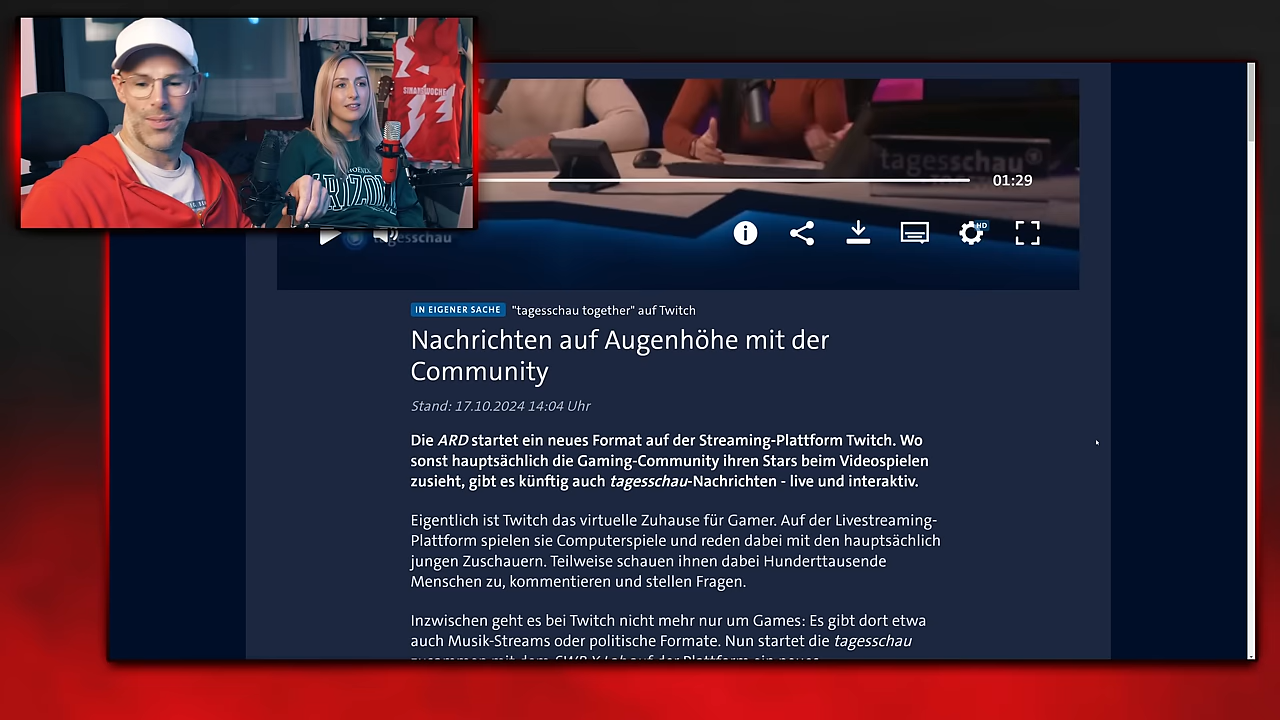 ARIZON
tagesschau
01:29
HD
tagesschau
IN EIGENER SACHE "tagesschau together" auf Twitch
Nachrichten auf Augenhöhe mit der
Community
Stand: 17.10.2024 14:04 Uhr
Die ARD startet ein neues Format auf der Streaming-Plattform Twitch. Wo
sonst hauptsächlich die Gaming-Community ihren Stars beim Videospielen
zusieht, gibt es künftig auch tagesschau-Nachrichten - live und interaktiv.
Eigentlich ist Twitch das virtuelle Zuhause für Gamer. Auf der Livestreaming-
Plattform spielen sie Computerspiele und reden dabei mit den hauptsächlich
jungen Zuschauern. Teilweise schauen ihnen dabei Hunderttausende
Menschen zu, kommentieren und stellen Fragen.
Inzwischen geht es bei Twitch nicht mehr nur um Games: Es gibt dort etwa
auch Musik-Streams oder politische Formate. Nun startet die tagesschau